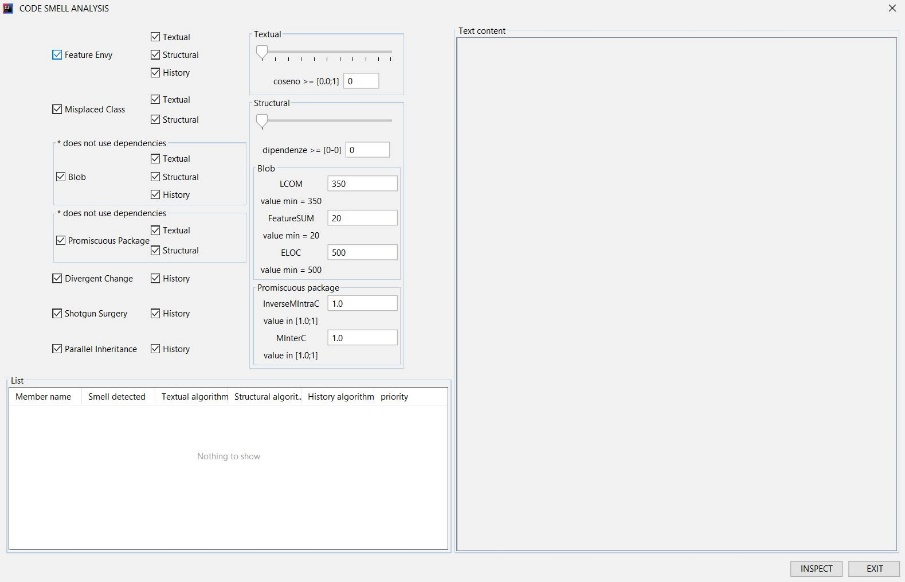 CODE SMELL ANALYSIS
Feature Envy
Textual
Structural
History
Misplaced Class
Textual
Structural
* does not use dependencies
Blob
Textual
Structural
History
* does not use dependencies
Promiscuous Package
Textual
Structural
Divergent Change
History
Shotgun Surgery
History
Parallel Inheritance
History
Textual
coseno >= [0.0;1] 0
Structural
dipendenze >= [0-0] 0
Blob
LCOM 350
value min = 350
FeatureSUM 20
value min = 20
ELOC 500
value min = 500
Promiscuous package
InverseMIntraC 1.0
value in [1.0;1]
MInterC 1.0
value in [1.0;1]
List
Member name Smell detected Textual algorithm Structural algorit.. History algorithm priority
Nothing to show
Text content
INSPECT EXIT